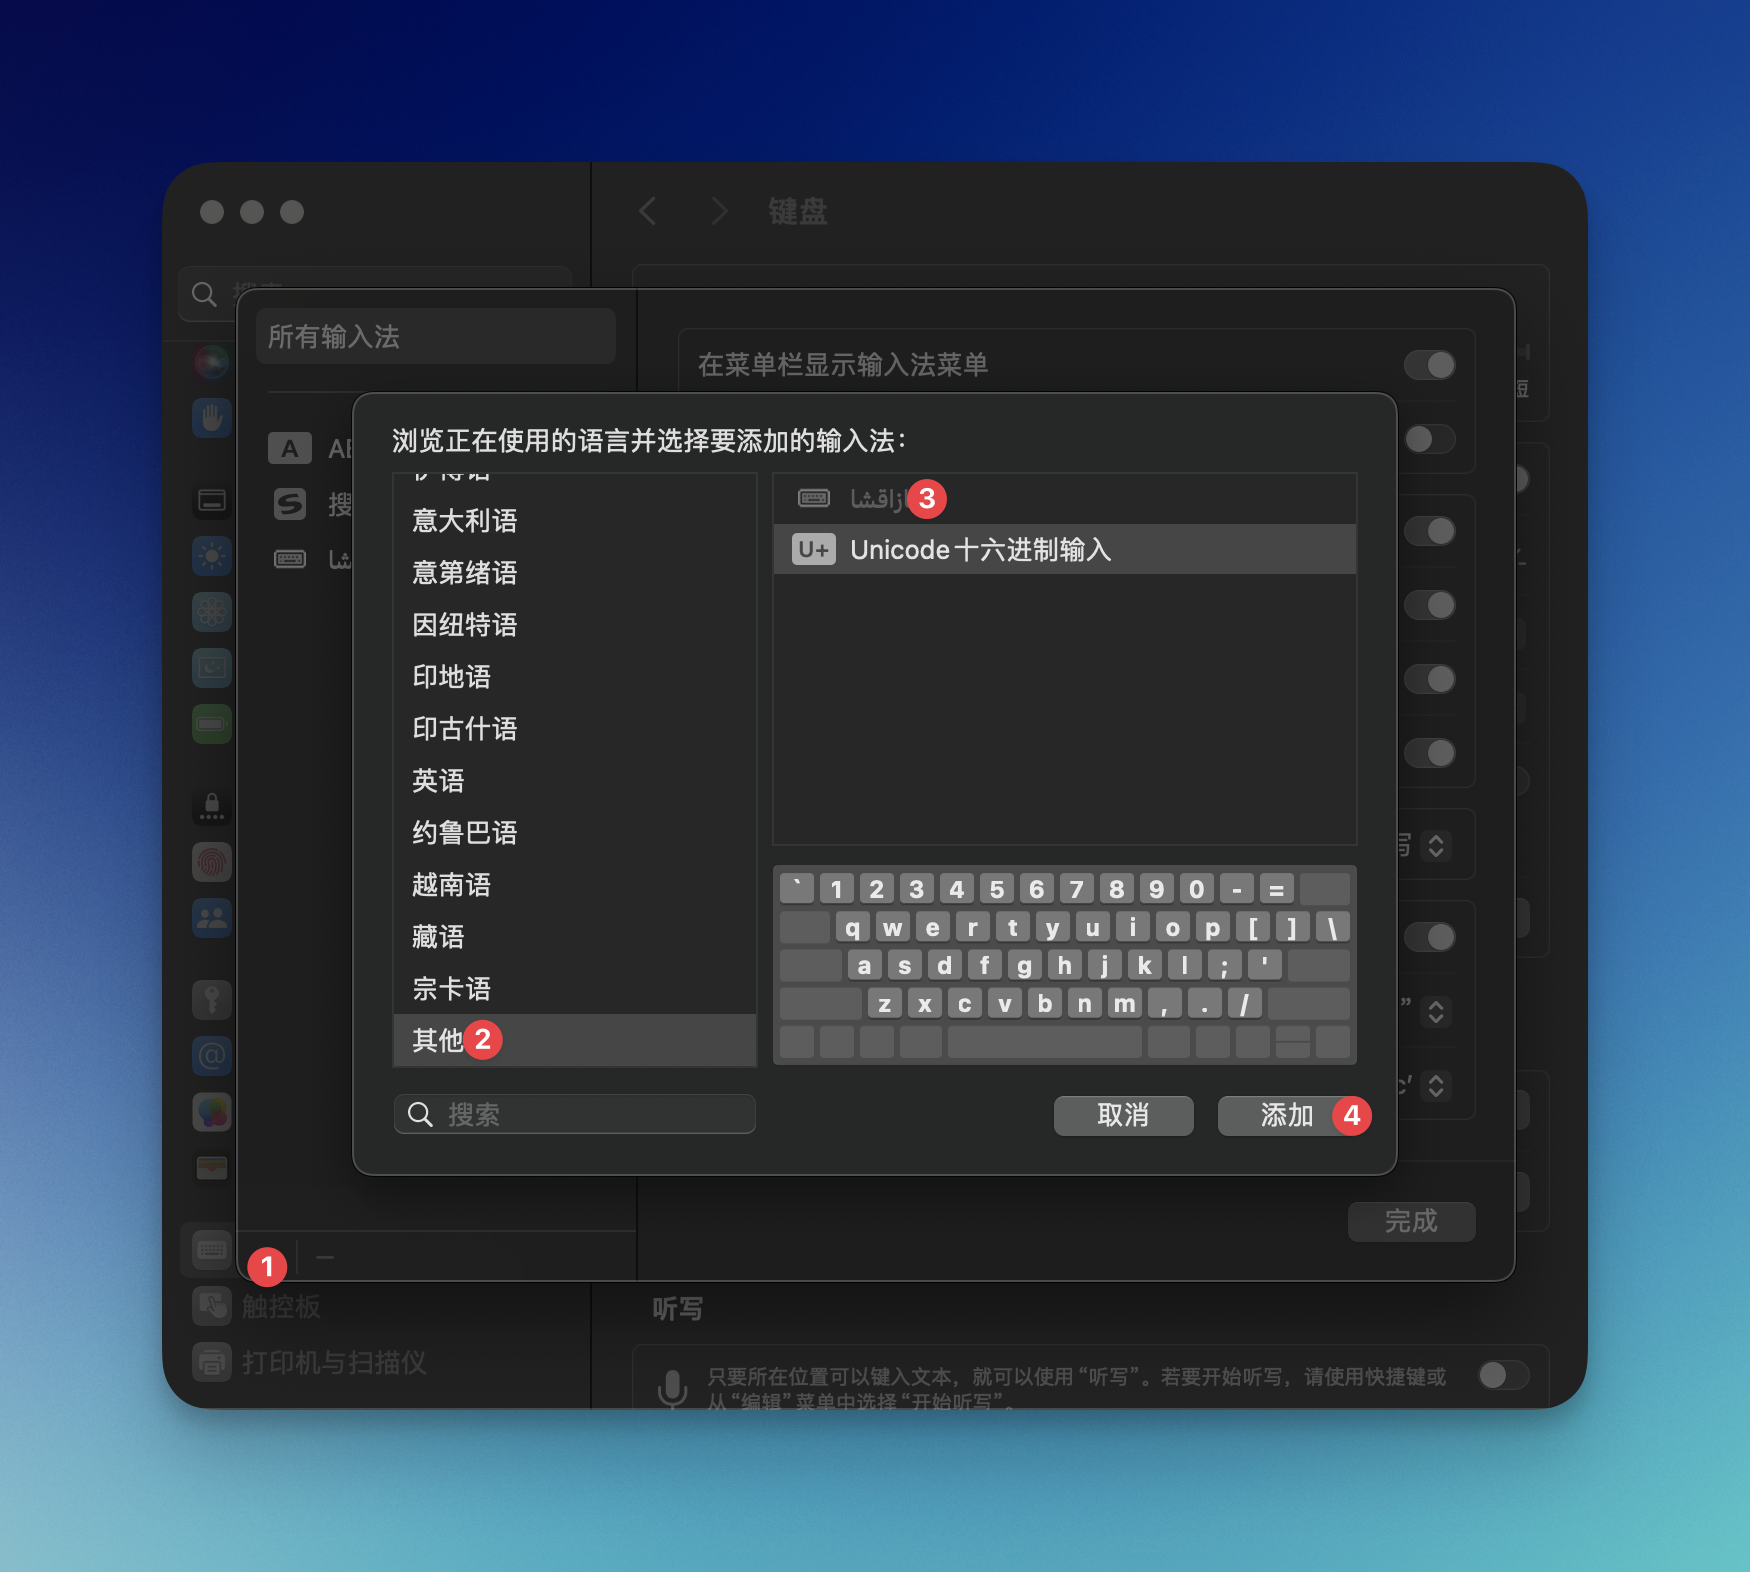 键盘
所有输入法
在菜单栏显示输入法菜单
浏览正在使用的语言并选择要添加的输入法：
意大利语
意第绪语
因纽特语
印地语
印古什语
英语
约鲁巴语
越南语
藏语
宗卡语
其他 2
3
U+ Unicode十六进制输入
` 1 2 3 4 5 6 7 8 9 0 - =
q w e r t y u i o p [ ] \
a s d f g h j k l ; '
z x c v b n m , . /
搜索
取消
添加 4
A
搜
短
写
”
完成
1
触控板
打印机与扫描仪
听写
只要所在位置可以键入文本，就可以使用“听写”。若要开始听写，请使用快捷键或
从“编辑”菜单中选择“开始听写”。